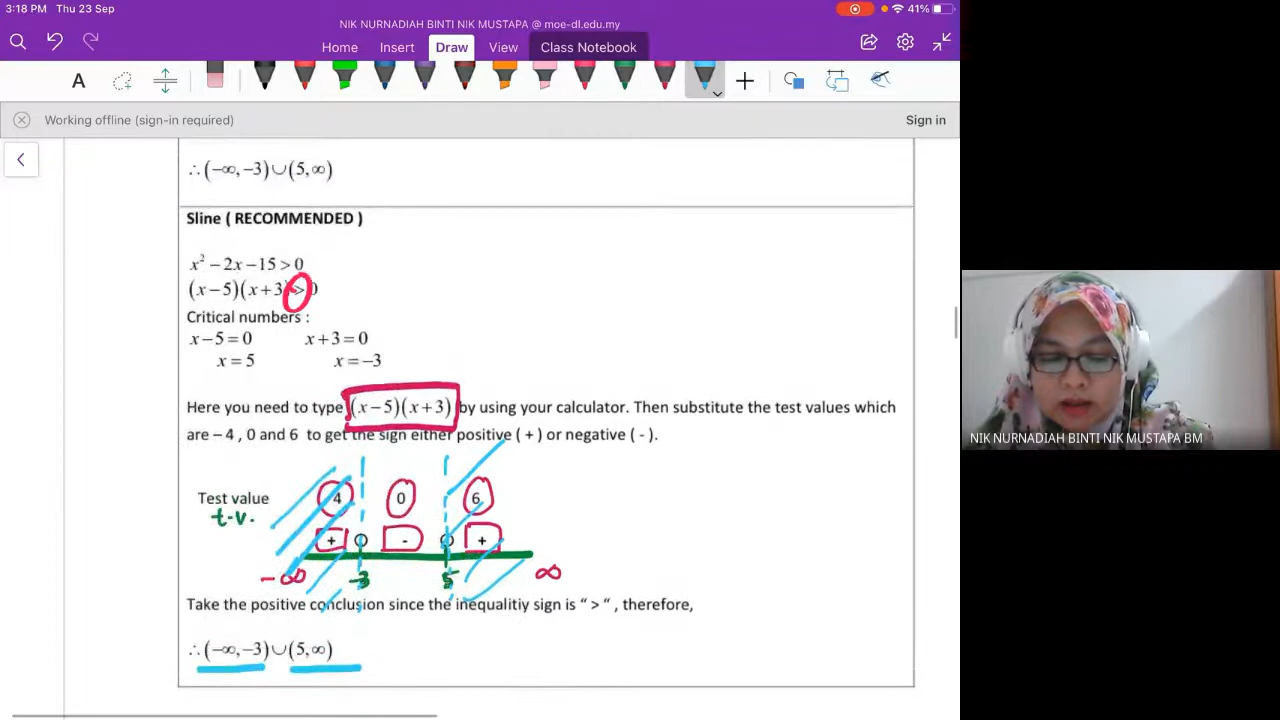 3:18 PM Thu 23 Sep
41%
NIK NURNADIAH BINTI NIK MUSTAPA @ moe-dl.edu.my
Home Insert Draw View Class Notebook
A
Working offline (sign-in required) Sign in
∴ (−∞, −3) ∪ (5, ∞)
Sline ( RECOMMENDED )
x² − 2x − 15 > 0
(x − 5)(x + 3) > 0
Critical numbers :
x − 5 = 0 x + 3 = 0
x = 5 x = −3
Here you need to type (x − 5)(x + 3) by using your calculator. Then substitute the test values which
are − 4 , 0 and 6 to get the sign either positive ( + ) or negative ( - ).
Test value 4 0 6
t.v.
+ - +
-∞ -3 5 ∞
Take the positive conclusion since the inequalitiy sign is “ > “ , therefore,
∴ (−∞, −3) ∪ (5, ∞)
NIK NURNADIAH BINTI NIK MUSTAPA BM